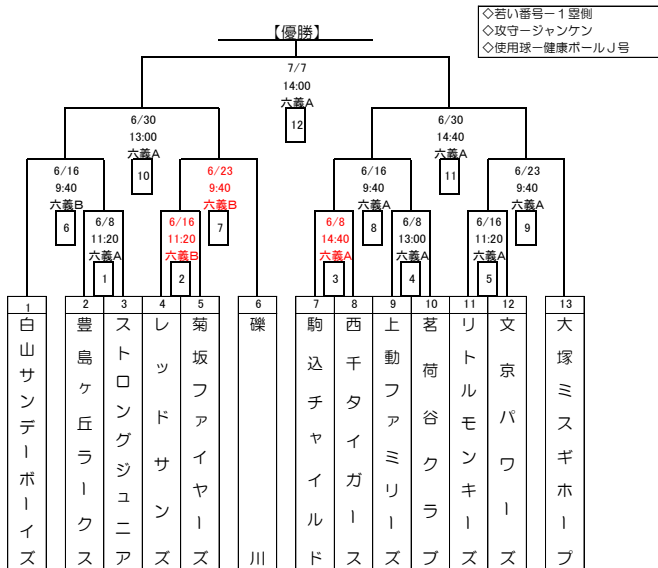 ◇若い番号－１塁側
◇攻守－ジャンケン
◇使用球－健康ボールＪ号
【優勝】
7/7
14:00
六義A
12
6/30
13:00
六義A
10
6/30
14:40
六義A
11
6/16
9:40
六義B
6
6/23
9:40
六義B
7
6/16
9:40
六義A
8
6/23
9:40
六義A
9
6/8
11:20
六義A
1
6/16
11:20
六義B
2
6/8
14:40
六義A
3
6/8
13:00
六義A
4
6/16
11:20
六義A
5
1
白山サンデーボーイズ
2
豊島ヶ丘ラークス
3
ストロングジュニア
4
レッドサンズ
5
菊坂ファイヤーズ
6
礫川
7
駒込チャイルド
8
西千タイガース
9
上動ファミリーズ
10
茗荷谷クラブ
11
リトルモンキーズ
12
文京パワーズ
13
大塚ミスギホープ